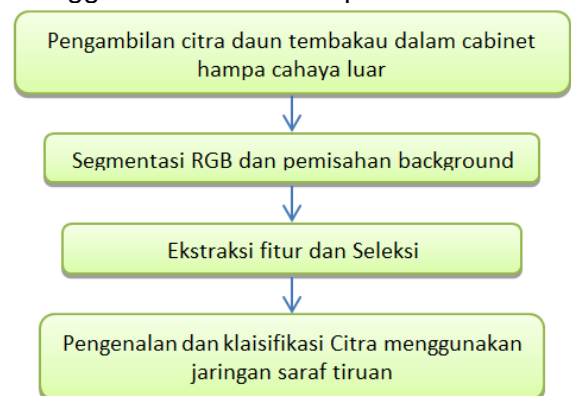 Pengambilan citra daun tembakau dalam cabinet
hampa cahaya luar
Segmentasi RGB dan pemisahan background
Ekstraksi fitur dan Seleksi
Pengenalan dan klaisifikasi Citra menggunakan
jaringan saraf tiruan